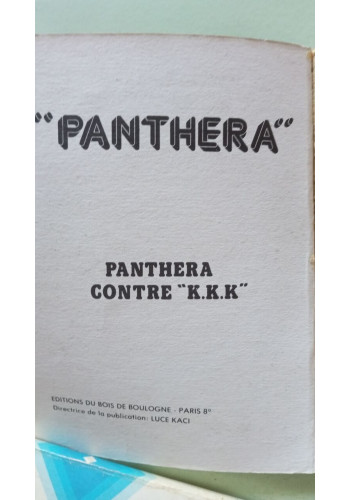 "PANTHERA"
PANTHERA
CONTRE "K.K.K"
EDITIONS DU BOIS DE BOULOGNE - PARIS 8e
Directrice de la publication: LUCE KACI